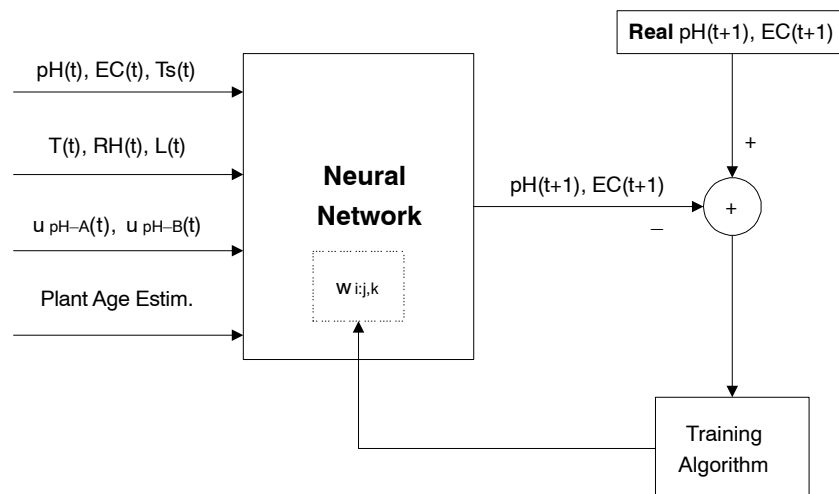 Real pH(t+1), EC(t+1)
pH(t), EC(t), Ts(t)
T(t), RH(t), L(t)
u pH–A(t), u pH–B(t)
Plant Age Estim.
Neural
Network
W i:j,k
pH(t+1), EC(t+1)
+
+
–
Training
Algorithm